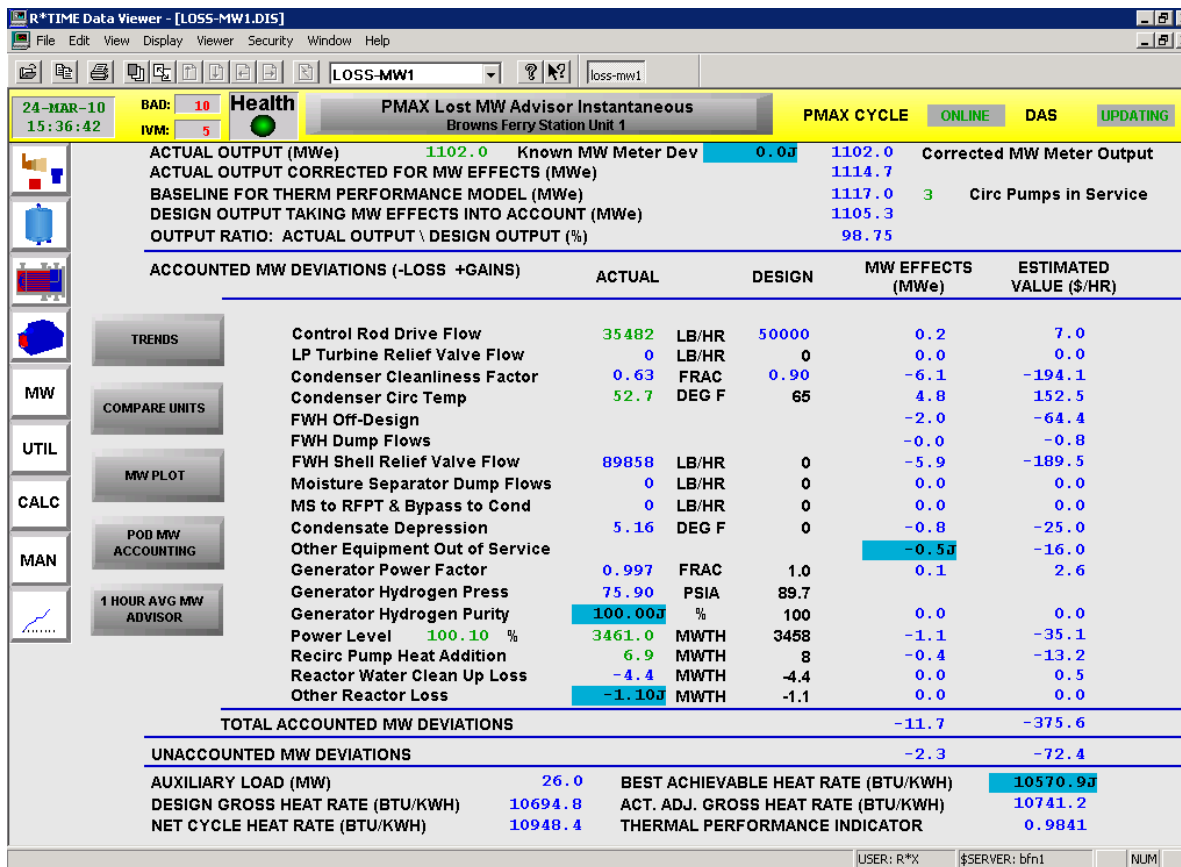 R*TIME Data Viewer - [LOSS-MW1.DIS]
File Edit View Display Viewer Security Window Help
LOSS-MW1 loss-mw1
24-MAR-10 15:36:42 BAD: 10 IVM: 5 Health PMAX Lost MW Advisor Instantaneous Browns Ferry Station Unit 1 PMAX CYCLE ONLINE DAS UPDATING
ACTUAL OUTPUT (MWe) 1102.0 Known MW Meter Dev 0.0J 1102.0 Corrected MW Meter Output
ACTUAL OUTPUT CORRECTED FOR MW EFFECTS (MWe) 1114.7
BASELINE FOR THERM PERFORMANCE MODEL (MWe) 1117.0 3 Circ Pumps in Service
DESIGN OUTPUT TAKING MW EFFECTS INTO ACCOUNT (MWe) 1105.3
OUTPUT RATIO: ACTUAL OUTPUT \ DESIGN OUTPUT (%) 98.75
ACCOUNTED MW DEVIATIONS (-LOSS +GAINS) ACTUAL DESIGN MW EFFECTS (MWe) ESTIMATED VALUE ($/HR)
TRENDS
COMPARE UNITS
MW PLOT
POD MW ACCOUNTING
1 HOUR AVG MW ADVISOR
MW
UTIL
CALC
MAN
Control Rod Drive Flow 35482 LB/HR 50000 0.2 7.0
LP Turbine Relief Valve Flow 0 LB/HR 0 0.0 0.0
Condenser Cleanliness Factor 0.63 FRAC 0.90 -6.1 -194.1
Condenser Circ Temp 52.7 DEG F 65 4.8 152.5
FWH Off-Design -2.0 -64.4
FWH Dump Flows -0.0 -0.8
FWH Shell Relief Valve Flow 89858 LB/HR 0 -5.9 -189.5
Moisture Separator Dump Flows 0 LB/HR 0 0.0 0.0
MS to RFPT & Bypass to Cond 0 LB/HR 0 0.0 0.0
Condensate Depression 5.16 DEG F 0 -0.8 -25.0
Other Equipment Out of Service -0.5J -16.0
Generator Power Factor 0.997 FRAC 1.0 0.1 2.6
Generator Hydrogen Press 75.90 PSIA 89.7
Generator Hydrogen Purity 100.00J % 100 0.0 0.0
Power Level 100.10 % 3461.0 MWTH 3458 -1.1 -35.1
Recirc Pump Heat Addition 6.9 MWTH 8 -0.4 -13.2
Reactor Water Clean Up Loss -4.4 MWTH -4.4 0.0 0.5
Other Reactor Loss -1.10J MWTH -1.1 0.0 0.0
TOTAL ACCOUNTED MW DEVIATIONS -11.7 -375.6
UNACCOUNTED MW DEVIATIONS -2.3 -72.4
AUXILIARY LOAD (MW) 26.0 BEST ACHIEVABLE HEAT RATE (BTU/KWH) 10570.9J
DESIGN GROSS HEAT RATE (BTU/KWH) 10694.8 ACT. ADJ. GROSS HEAT RATE (BTU/KWH) 10741.2
NET CYCLE HEAT RATE (BTU/KWH) 10948.4 THERMAL PERFORMANCE INDICATOR 0.9841
USER: R*X $SERVER: bfn1 NUM